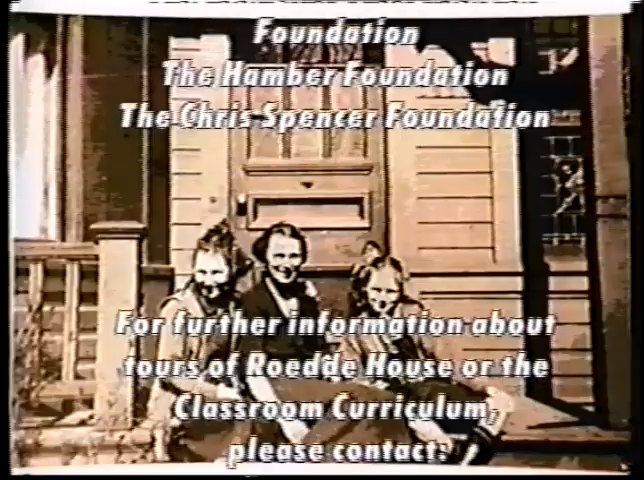 Foundation
The Hamber Foundation
The Chris Spencer Foundation
For further information about
tours of Roedde House or the
Classroom Curriculum,
please contact: